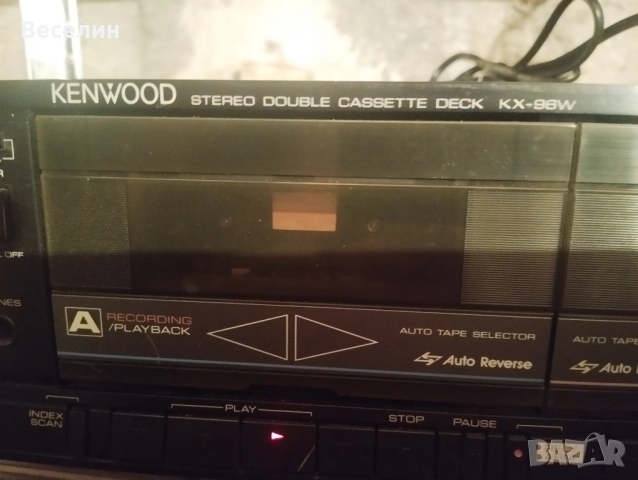 Веселин
KENWOOD STEREO DOUBLE CASSETTE DECK KX-96W
OFF
A RECORDING
/PLAYBACK
AUTO TAPE SELECTOR
Auto Reverse
AUTO TAPE
Auto
INDEX
SCAN
PLAY
STOP
PAUSE
BAZAR